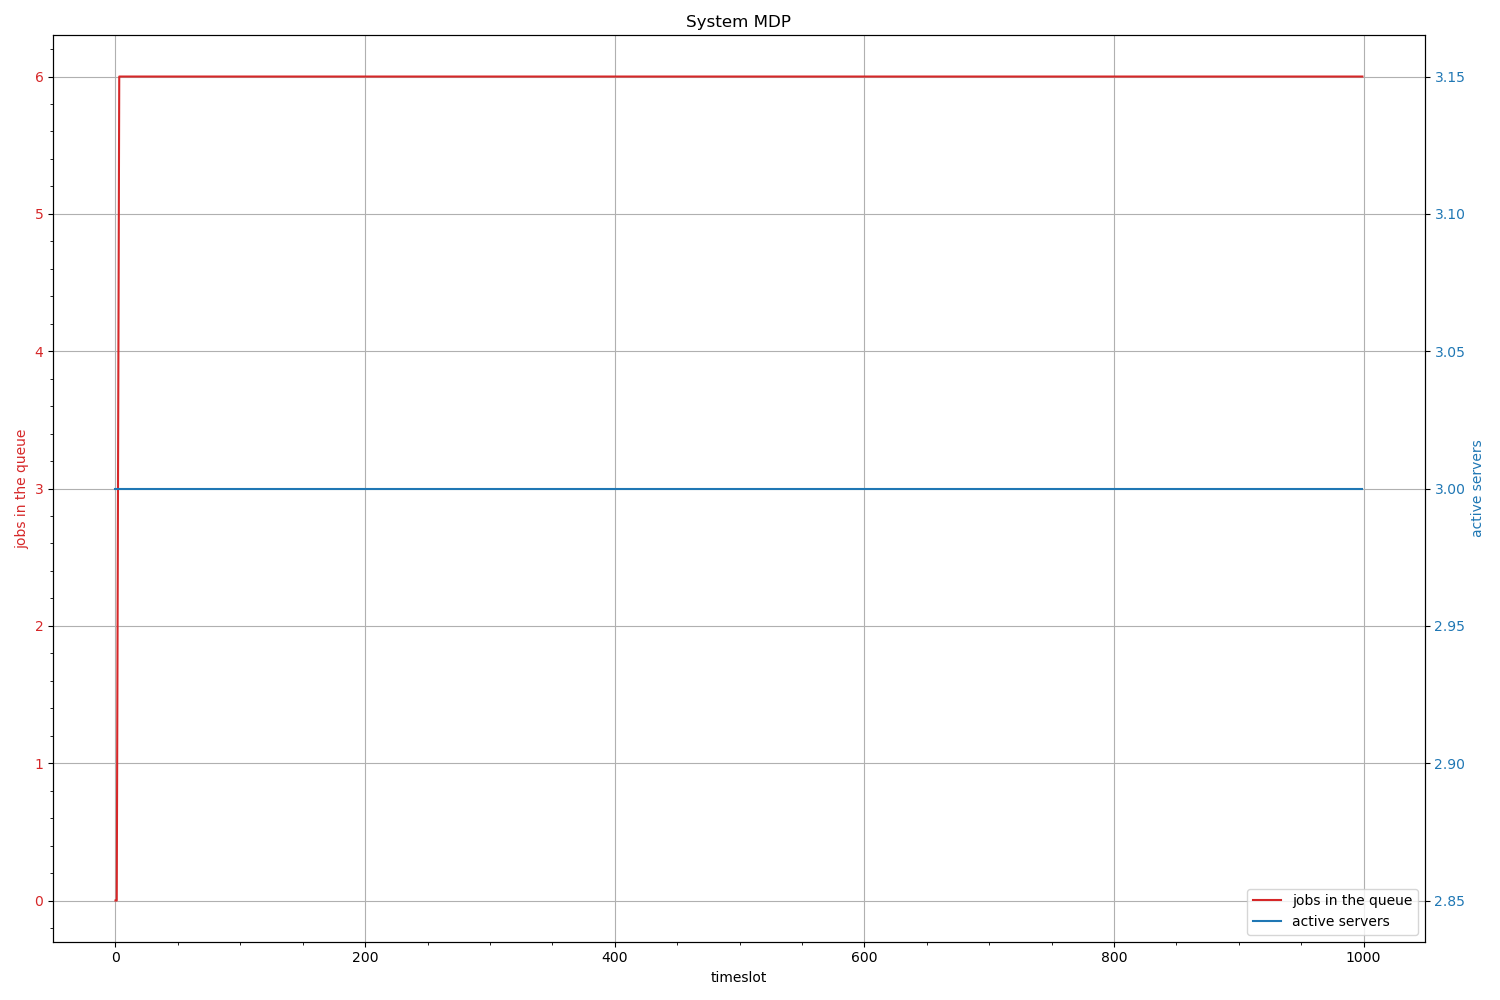 System MDP
6
5
4
3
2
1
0
jobs in the queue
3.15
3.10
3.05
3.00
2.95
2.90
2.85
active servers
jobs in the queue
active servers
0 200 400 600 800 1000
timeslot